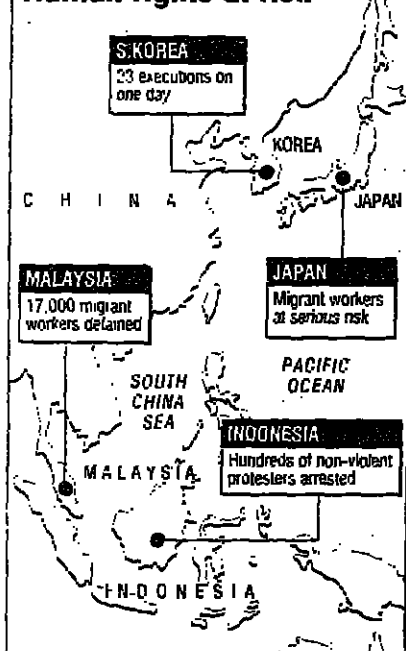 Human rights at risk
S.KOREA
23 executions on
one day
KOREA
CHINA
JAPAN
MALAYSIA
17,000 migrant
workers detained
JAPAN
Migrant workers
at serious risk
SOUTH
CHINA
SEA
PACIFIC
OCEAN
INDONESIA
Hundreds of non-violent
protesters arrested
MALAYSIA
INDONESIA